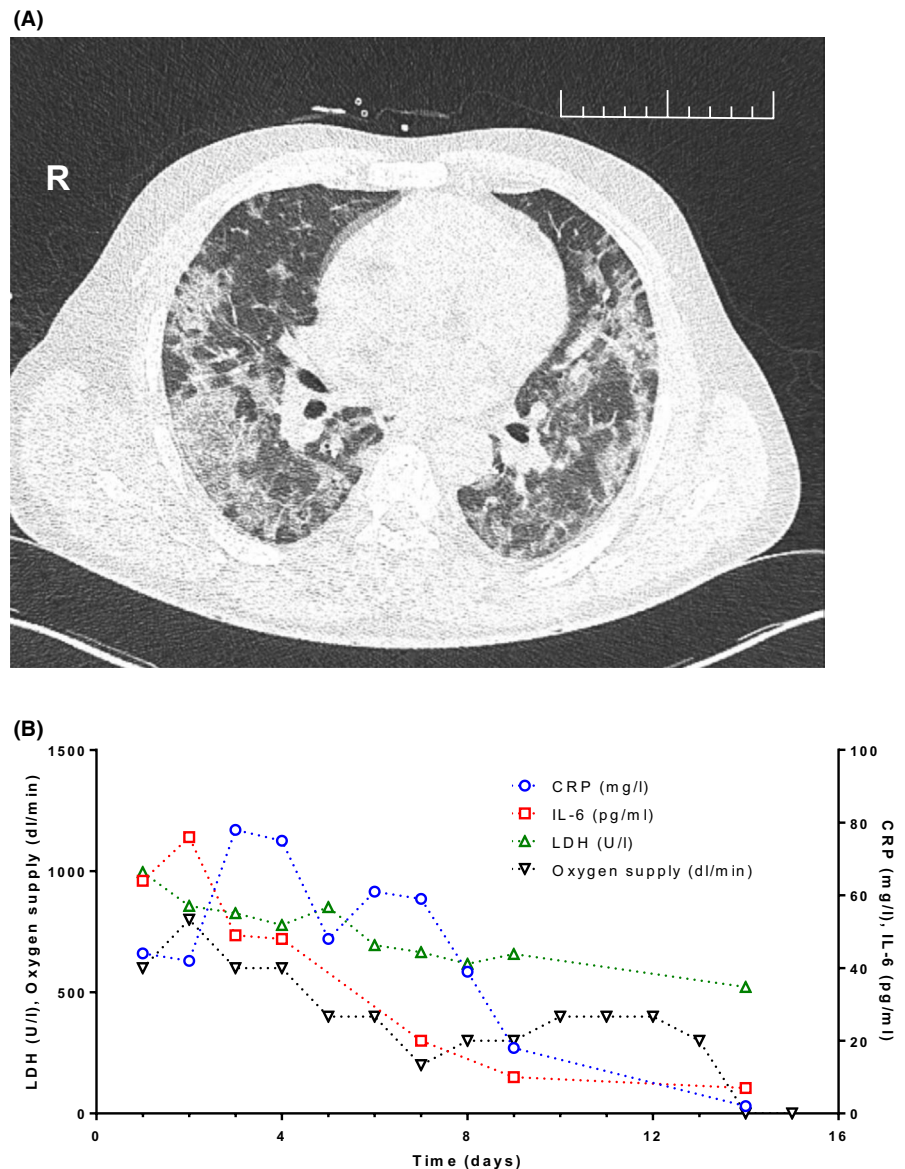 (A)
R
(B)
1500
1000
500
0
LDH (U/l), Oxygen supply (dl/min)
CRP (mg/l)
IL-6 (pg/ml)
LDH (U/l)
Oxygen supply (dl/min)
100
80
60
40
20
0
CRP (mg/l), IL-6 (pg/ml)
0
4
8
12
16
Time (days)